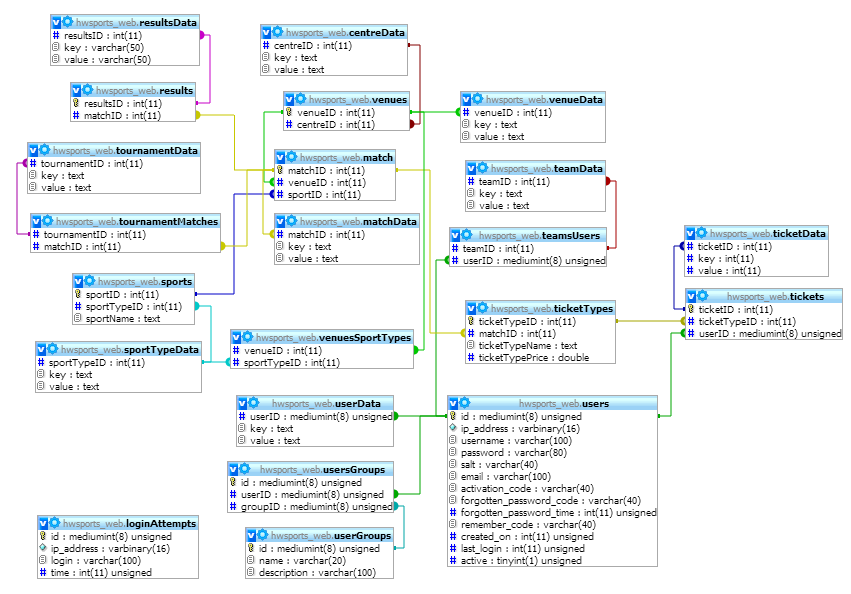 hwsports_web.resultsData
resultsID : int(11)
key : varchar(50)
value : varchar(50)
hwsports_web.centreData
centreID : int(11)
key : text
value : text
hwsports_web.results
resultsID : int(11)
matchID : int(11)
hwsports_web.venues
venueID : int(11)
centreID : int(11)
hwsports_web.venueData
venueID : int(11)
key : text
value : text
hwsports_web.tournamentData
tournamentID : int(11)
key : text
value : text
hwsports_web.match
matchID : int(11)
venueID : int(11)
sportID : int(11)
hwsports_web.teamData
teamID : int(11)
key : text
value : text
hwsports_web.tournamentMatches
tournamentID : int(11)
matchID : int(11)
hwsports_web.matchData
matchID : int(11)
key : text
value : text
hwsports_web.teamsUsers
teamID : int(11)
userID : mediumint(8) unsigned
hwsports_web.ticketData
ticketID : int(11)
key : int(11)
value : int(11)
hwsports_web.sports
sportID : int(11)
sportTypeID : int(11)
sportName : text
hwsports_web.ticketTypes
ticketTypeID : int(11)
matchID : int(11)
ticketTypeName : text
ticketTypePrice : double
hwsports_web.tickets
ticketID : int(11)
ticketTypeID : int(11)
userID : mediumint(8) unsigned
hwsports_web.sportTypeData
sportTypeID : int(11)
key : text
value : text
hwsports_web.venuesSportTypes
venueID : int(11)
sportTypeID : int(11)
hwsports_web.userData
userID : mediumint(8) unsigned
key : text
value : text
hwsports_web.users
id : mediumint(8) unsigned
ip_address : varbinary(16)
username : varchar(100)
password : varchar(80)
salt : varchar(40)
email : varchar(100)
activation_code : varchar(40)
forgotten_password_code : varchar(40)
forgotten_password_time : int(11) unsigned
remember_code : varchar(40)
created_on : int(11) unsigned
last_login : int(11) unsigned
active : tinyint(1) unsigned
hwsports_web.usersGroups
id : mediumint(8) unsigned
userID : mediumint(8) unsigned
groupID : mediumint(8) unsigned
hwsports_web.loginAttempts
id : mediumint(8) unsigned
ip_address : varbinary(16)
login : varchar(100)
time : int(11) unsigned
hwsports_web.userGroups
id : mediumint(8) unsigned
name : varchar(20)
description : varchar(100)